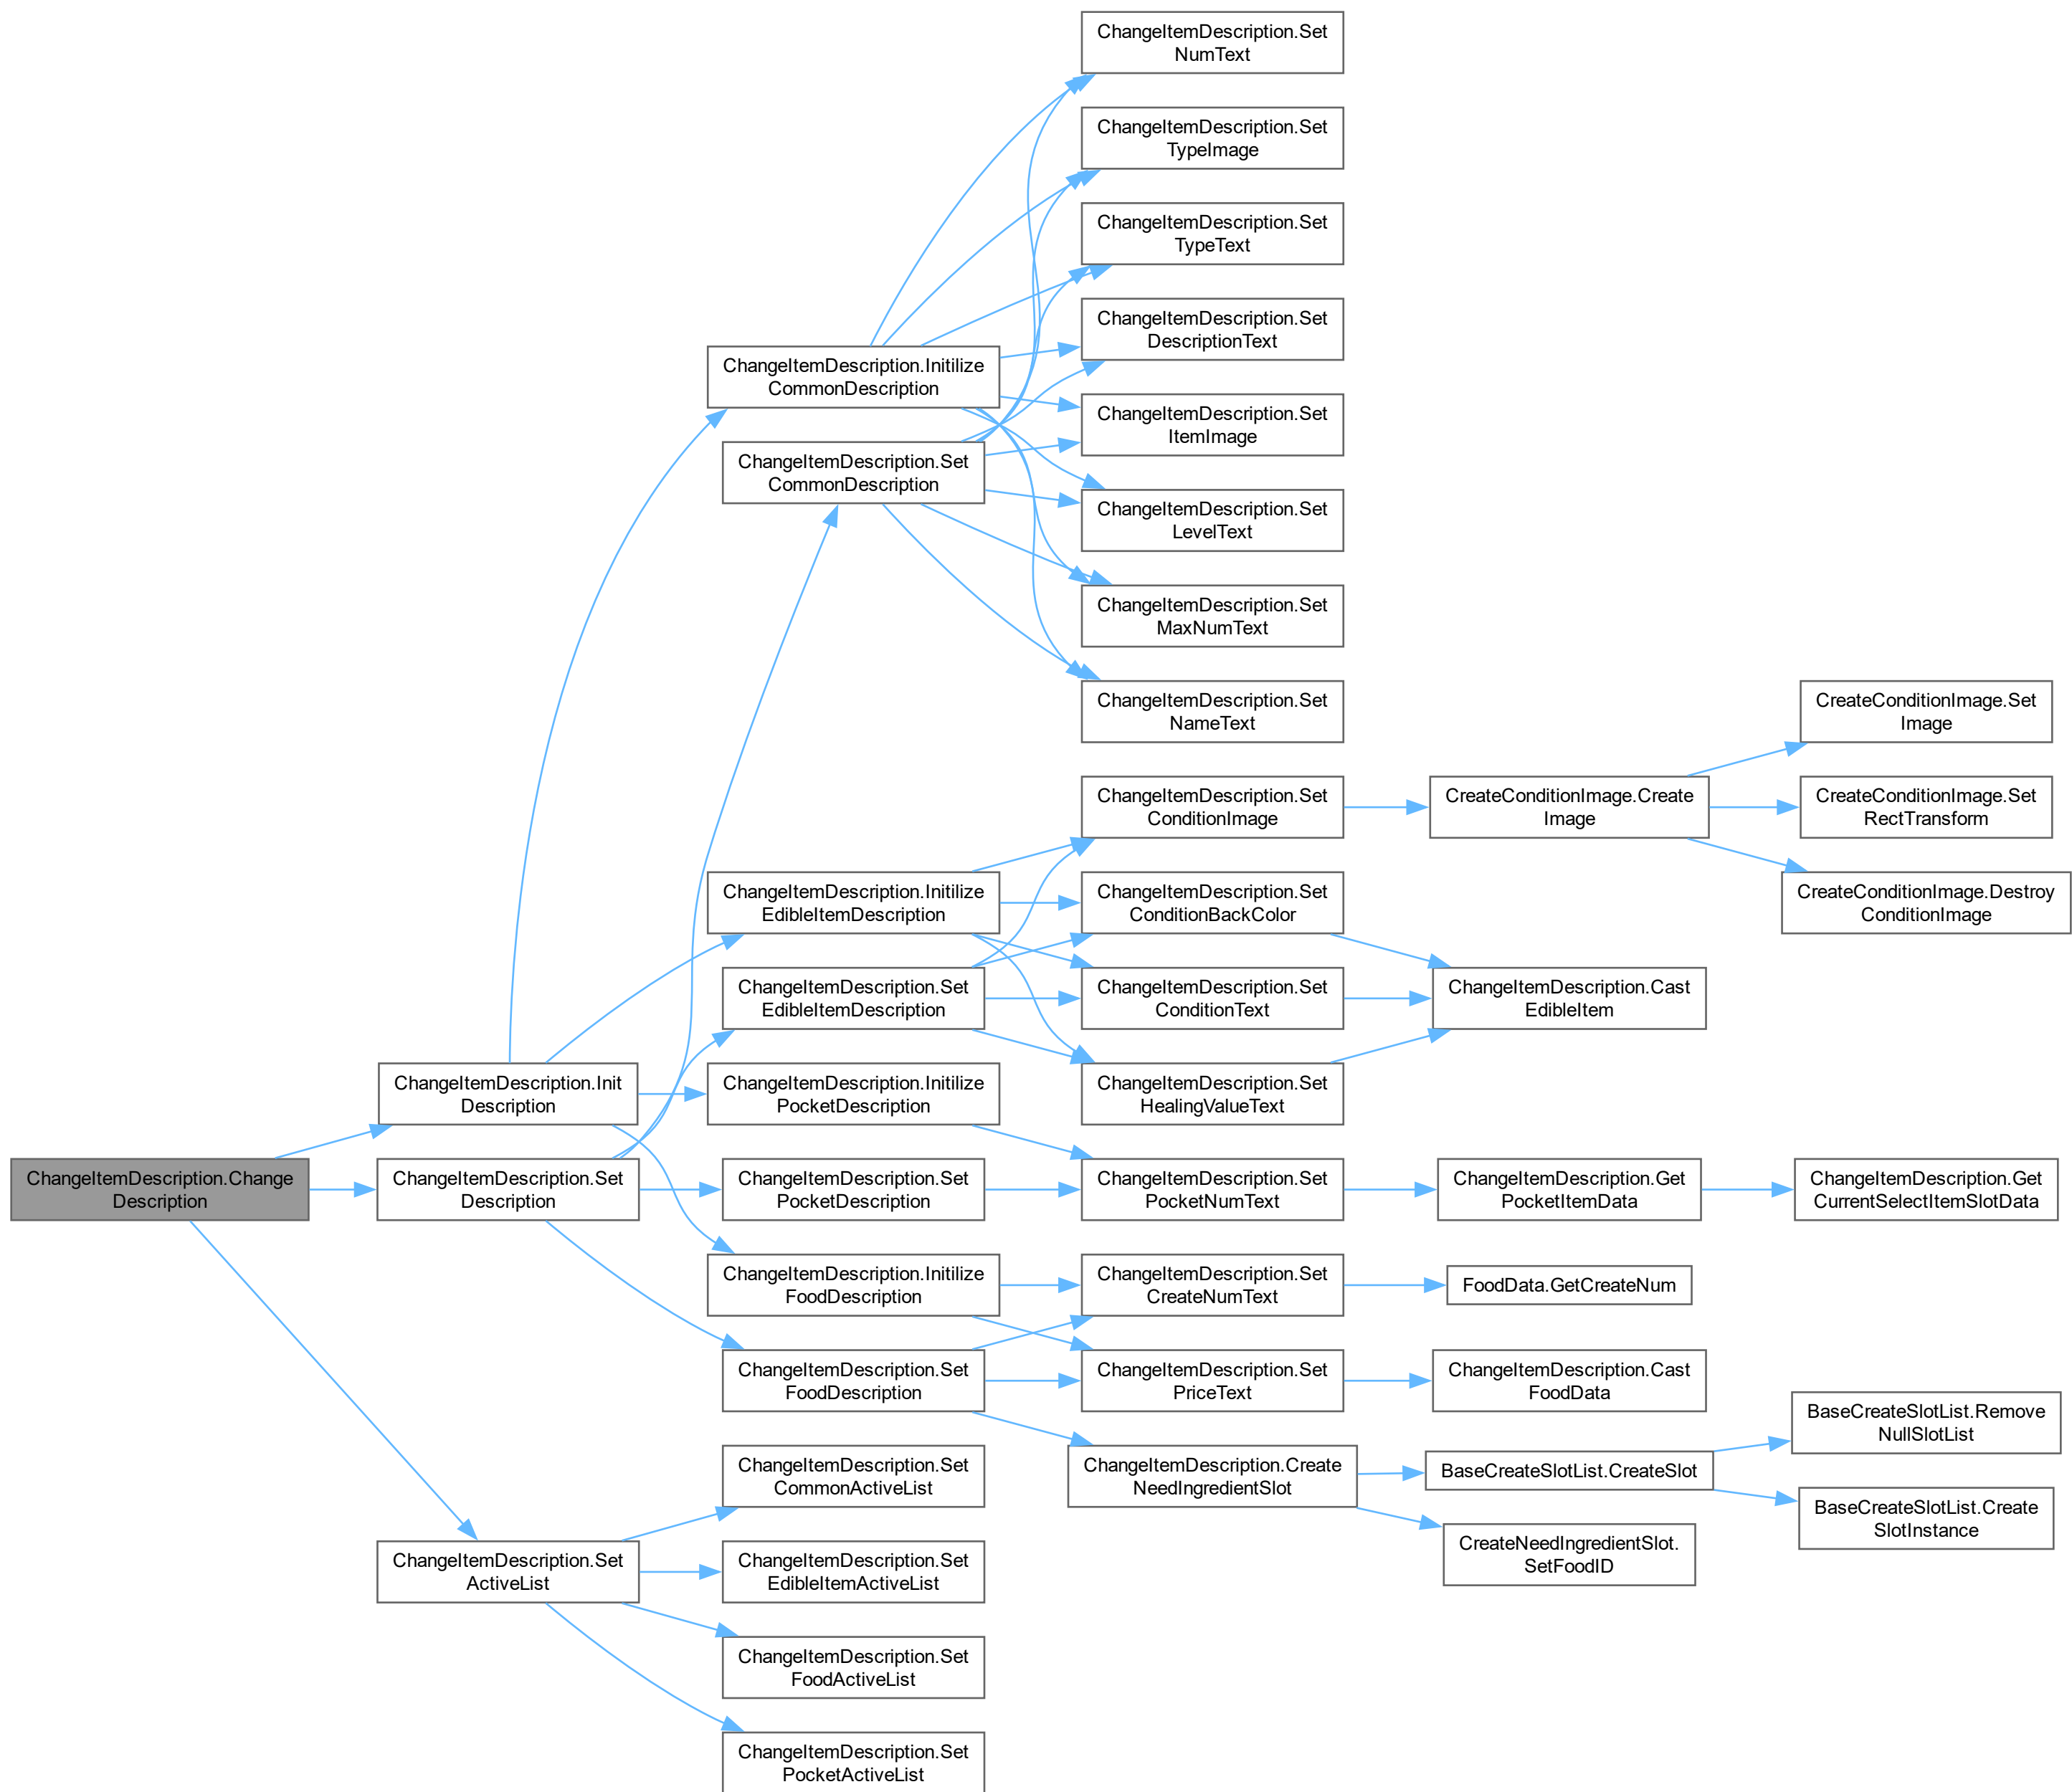 ChangeItemDescription.Set
NumText
ChangeItemDescription.Set
TypeImage
ChangeItemDescription.Set
TypeText
ChangeItemDescription.Set
DescriptionText
ChangeItemDescription.Initilize
CommonDescription
ChangeItemDescription.Set
ItemImage
ChangeItemDescription.Set
CommonDescription
ChangeItemDescription.Set
LevelText
ChangeItemDescription.Set
MaxNumText
ChangeItemDescription.Set
NameText
CreateConditionImage.Set
Image
ChangeItemDescription.Set
ConditionImage
CreateConditionImage.Create
Image
CreateConditionImage.Set
RectTransform
ChangeItemDescription.Initilize
EdibleItemDescription
ChangeItemDescription.Set
ConditionBackColor
CreateConditionImage.Destroy
ConditionImage
ChangeItemDescription.Set
EdibleItemDescription
ChangeItemDescription.Set
ConditionText
ChangeItemDescription.Cast
EdibleItem
ChangeItemDescription.Init
Description
ChangeItemDescription.Initilize
PocketDescription
ChangeItemDescription.Set
HealingValueText
ChangeItemDescription.Change
Description
ChangeItemDescription.Set
Description
ChangeItemDescription.Set
PocketDescription
ChangeItemDescription.Set
PocketNumText
ChangeItemDescription.Get
PocketItemData
ChangeItemDescription.Get
CurrentSelectItemSlotData
ChangeItemDescription.Initilize
FoodDescription
ChangeItemDescription.Set
CreateNumText
FoodData.GetCreateNum
ChangeItemDescription.Set
FoodDescription
ChangeItemDescription.Set
PriceText
ChangeItemDescription.Cast
FoodData
BaseCreateSlotList.Remove
NullSlotList
ChangeItemDescription.Set
CommonActiveList
ChangeItemDescription.Create
NeedIngredientSlot
BaseCreateSlotList.CreateSlot
BaseCreateSlotList.Create
SlotInstance
ChangeItemDescription.Set
ActiveList
ChangeItemDescription.Set
EdibleItemActiveList
CreateNeedIngredientSlot.
SetFoodID
ChangeItemDescription.Set
FoodActiveList
ChangeItemDescription.Set
PocketActiveList